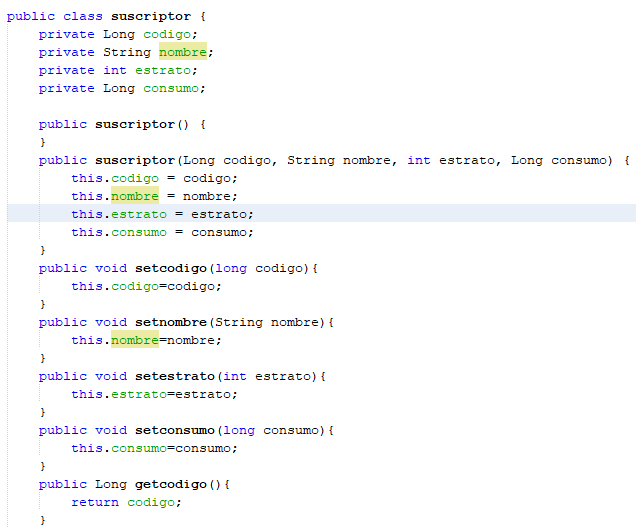 public class suscriptor {
    private Long codigo;
    private String nombre;
    private int estrato;
    private Long consumo;

    public suscriptor() {
    }
    public suscriptor(Long codigo, String nombre, int estrato, Long consumo) {
        this.codigo = codigo;
        this.nombre = nombre;
        this.estrato = estrato;
        this.consumo = consumo;
    }
    public void setcodigo(long codigo){
        this.codigo=codigo;
    }
    public void setnombre(String nombre){
        this.nombre=nombre;
    }
    public void setestrato(int estrato){
        this.estrato=estrato;
    }
    public void setconsumo(long consumo){
        this.consumo=consumo;
    }
    public Long getcodigo(){
        return codigo;
    }